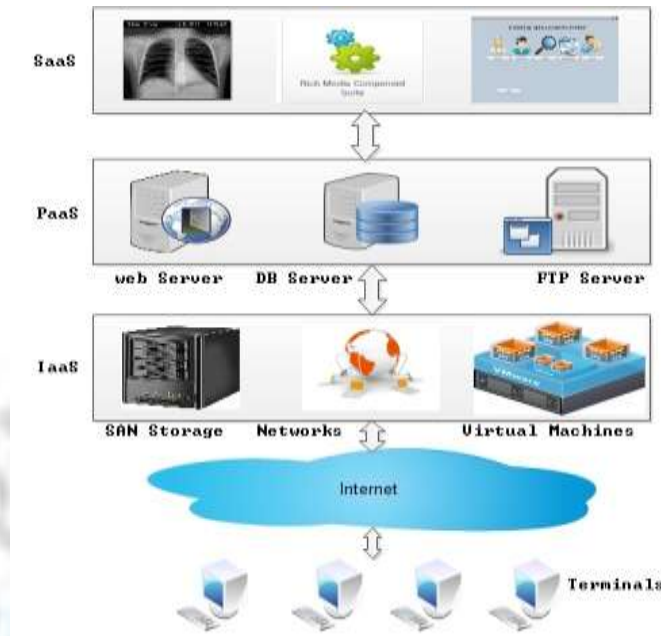 SaaS
Rich Media Component
Suite
PaaS
web Server DB Server FTP Server
IaaS
VMware
SAN Storage Networks Virtual Machines
Internet
Terminals